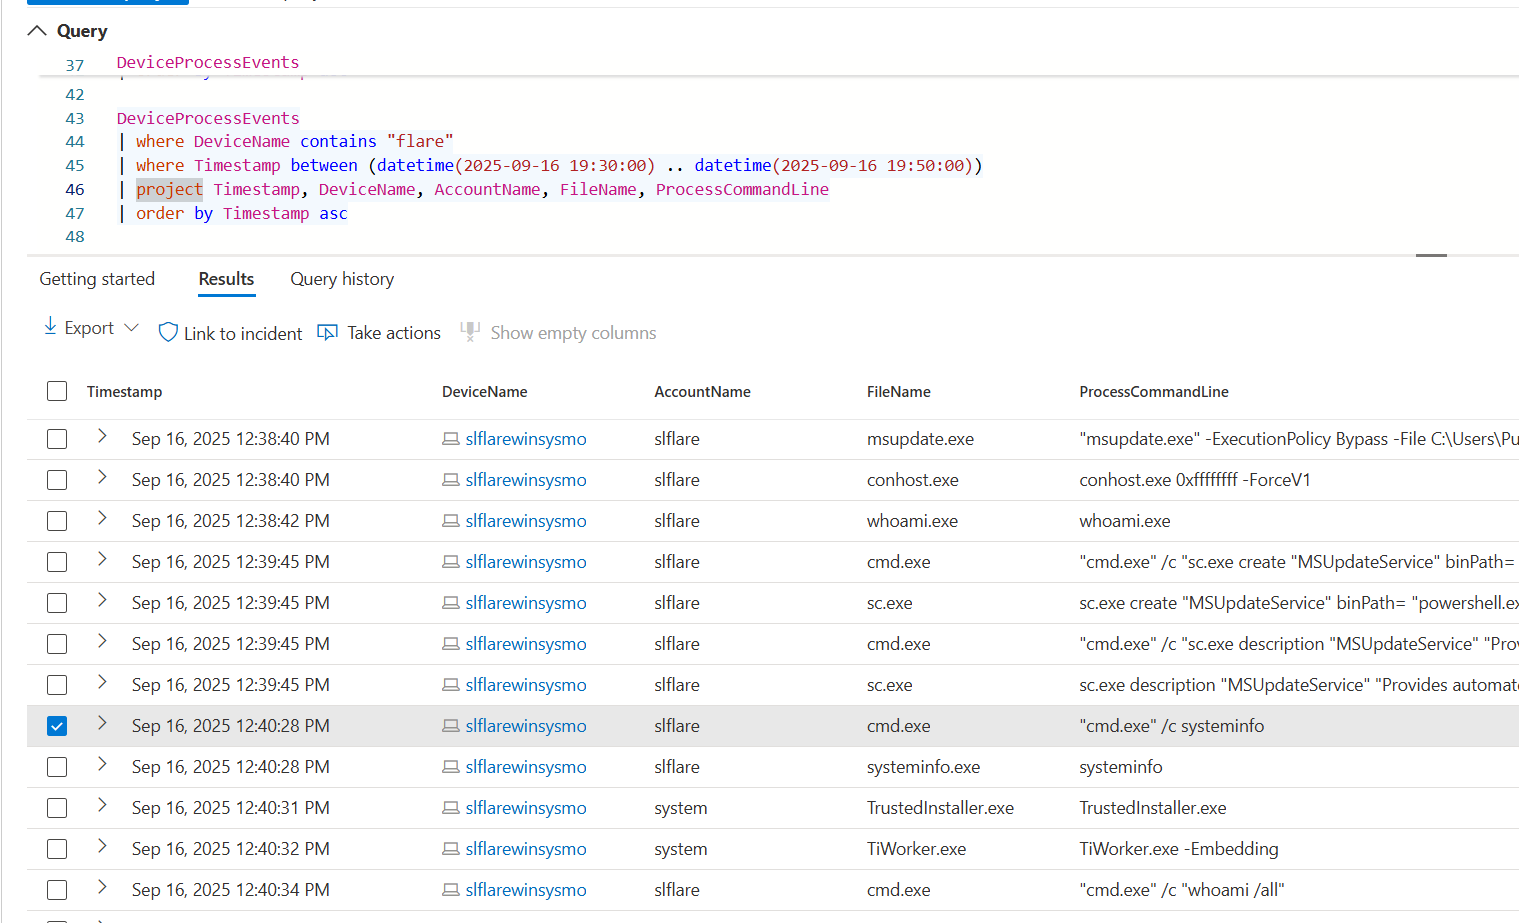 Query
37 DeviceProcessEvents
42
43 DeviceProcessEvents
44 | where DeviceName contains "flare"
45 | where Timestamp between (datetime(2025-09-16 19:30:00) .. datetime(2025-09-16 19:50:00))
46 | project Timestamp, DeviceName, AccountName, FileName, ProcessCommandLine
47 | order by Timestamp asc
48
Getting started Results Query history
Export Link to incident Take actions Show empty columns
Timestamp DeviceName AccountName FileName ProcessCommandLine
Sep 16, 2025 12:38:40 PM slflarewinsysmo slflare msupdate.exe "msupdate.exe" -ExecutionPolicy Bypass -File C:\Users\Pu
Sep 16, 2025 12:38:40 PM slflarewinsysmo slflare conhost.exe conhost.exe 0xffffffff -ForceV1
Sep 16, 2025 12:38:42 PM slflarewinsysmo slflare whoami.exe whoami.exe
Sep 16, 2025 12:39:45 PM slflarewinsysmo slflare cmd.exe "cmd.exe" /c "sc.exe create "MSUpdateService" binPath=
Sep 16, 2025 12:39:45 PM slflarewinsysmo slflare sc.exe sc.exe create "MSUpdateService" binPath= "powershell.ex
Sep 16, 2025 12:39:45 PM slflarewinsysmo slflare cmd.exe "cmd.exe" /c "sc.exe description "MSUpdateService" "Prov
Sep 16, 2025 12:39:45 PM slflarewinsysmo slflare sc.exe sc.exe description "MSUpdateService" "Provides automat
Sep 16, 2025 12:40:28 PM slflarewinsysmo slflare cmd.exe "cmd.exe" /c systeminfo
Sep 16, 2025 12:40:28 PM slflarewinsysmo slflare systeminfo.exe systeminfo
Sep 16, 2025 12:40:31 PM slflarewinsysmo system TrustedInstaller.exe TrustedInstaller.exe
Sep 16, 2025 12:40:32 PM slflarewinsysmo system TiWorker.exe TiWorker.exe -Embedding
Sep 16, 2025 12:40:34 PM slflarewinsysmo slflare cmd.exe "cmd.exe" /c "whoami /all"